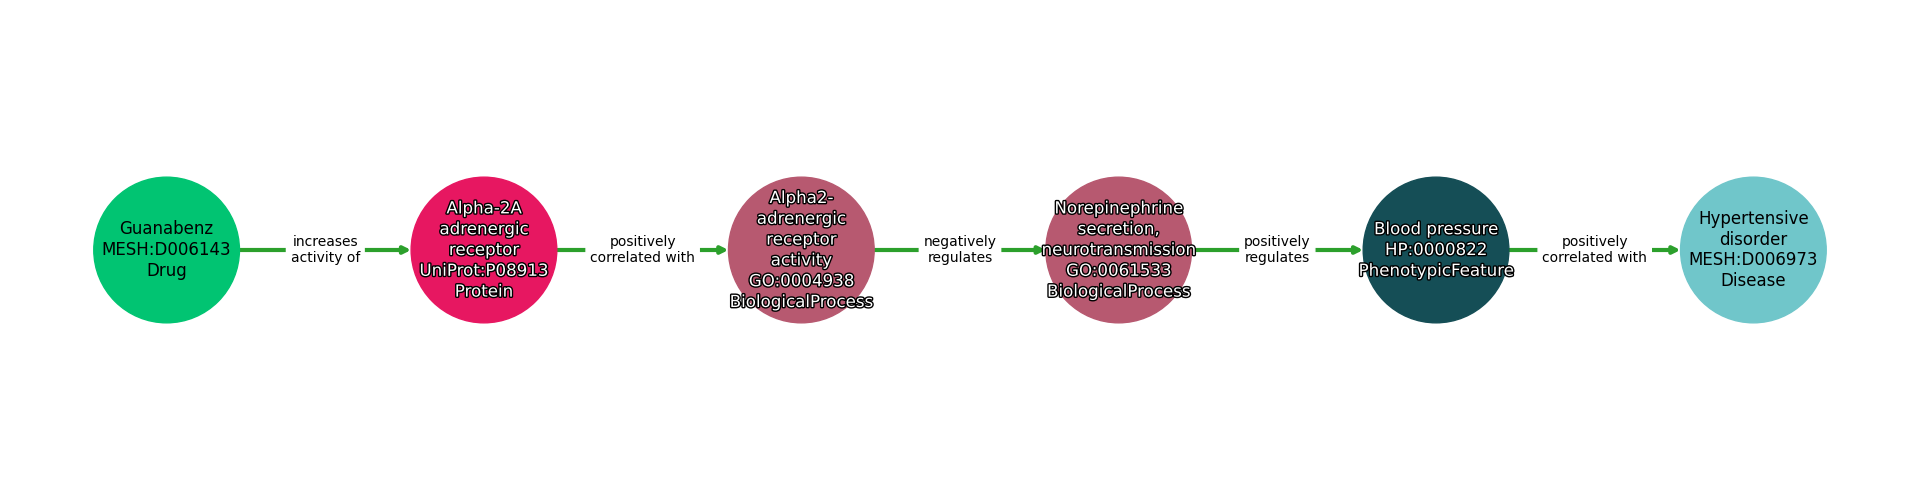 Guanabenz
MESH:D006143
Drug
increases
activity of
Alpha-2A
adrenergic
receptor
UniProt:P08913
Protein
positively
correlated with
Alpha2-
adrenergic
receptor
activity
GO:0004938
BiologicalProcess
negatively
regulates
Norepinephrine
secretion,
neurotransmission
GO:0061533
BiologicalProcess
positively
regulates
Blood pressure
HP:0000822
PhenotypicFeature
positively
correlated with
Hypertensive
disorder
MESH:D006973
Disease